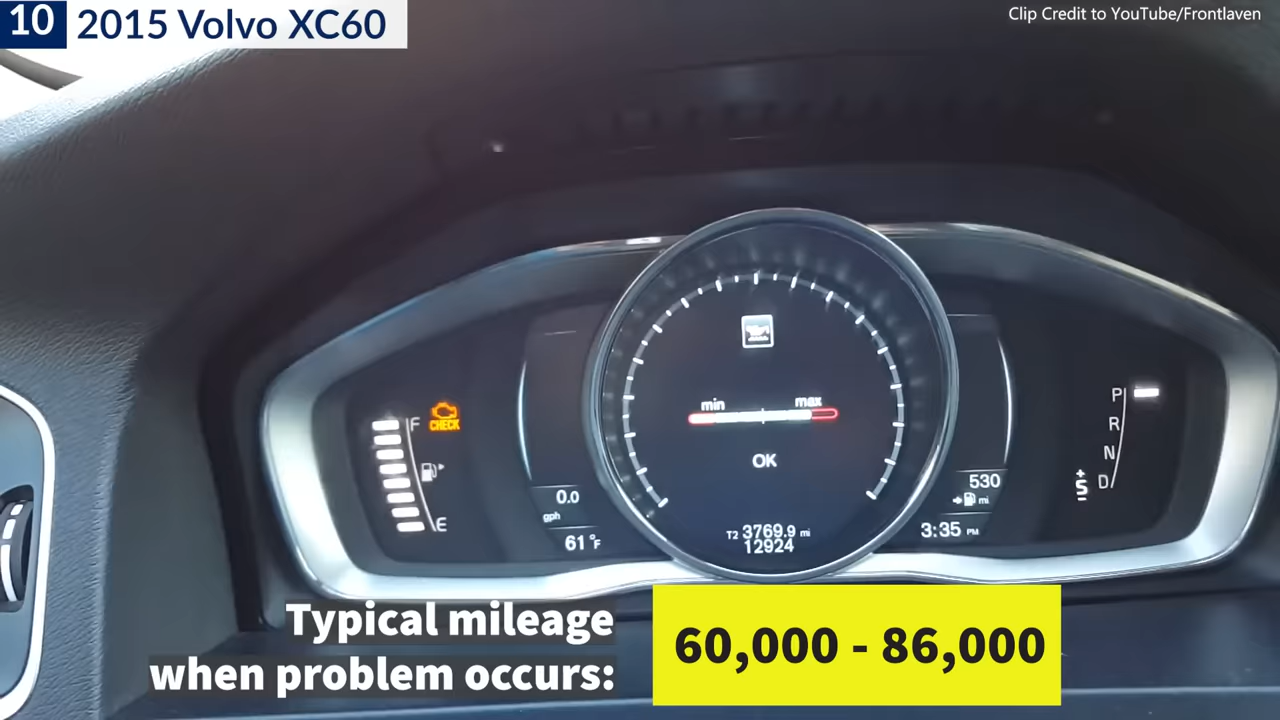 10 2015 Volvo XC60
Clip Credit to YouTube/Frontlaven
min max
OK
F CHECK
E
0.0
gph
61 °F
T2 3769.9 mi
12924
530
mi
3:35 PM
P
R
N
D
+
S
-
Typical mileage
when problem occurs:
60,000 - 86,000